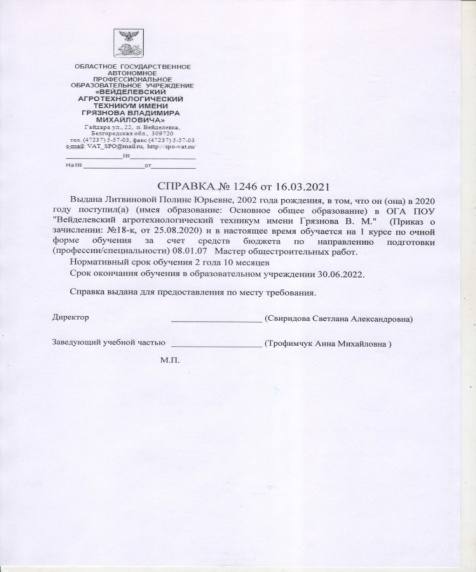 ОБЛАСТНОЕ ГОСУДАРСТВЕННОЕ
АВТОНОМНОЕ
ПРОФЕССИОНАЛЬНОЕ
ОБРАЗОВАТЕЛЬНОЕ УЧРЕЖДЕНИЕ
«ВЕЙДЕЛЕВСКИЙ
АГРОТЕХНОЛОГИЧЕСКИЙ
ТЕХНИКУМ ИМЕНИ
ГРЯЗНОВА ВЛАДИМИРА
МИХАЙЛОВИЧА»
Гайдара ул., 22, п. Вейделевка,
Белгородская обл., 309720
тел. (47237) 5-57-03, факс (47237) 5-57-03
e-mail: VAT_SPO@mail.ru, http://spo-vat.ru/
____________№____________
на № ____________от____________
СПРАВКА № 1246 от 16.03.2021
Выдана Литвиновой Полине Юрьевне, 2002 года рождения, в том, что он (она) в 2020
году поступил(а) (имея образование: Основное общее образование) в ОГА ПОУ
"Вейделевский агротехнологический техникум имени Грязнова В. М." (Приказ о
зачислении: №18-к, от 25.08.2020) и в настоящее время обучается на 1 курсе по очной
форме обучения за счет средств бюджета по направлению подготовки
(профессии/специальности) 08.01.07 Мастер общестроительных работ.
Нормативный срок обучения 2 года 10 месяцев
Срок окончания обучения в образовательном учреждении 30.06.2022.
Справка выдана для предоставления по месту требования.
Директор ____________________ (Свиридова Светлана Александровна)
Заведующий учебной частью ____________________ (Трофимчук Анна Михайловна )
М.П.